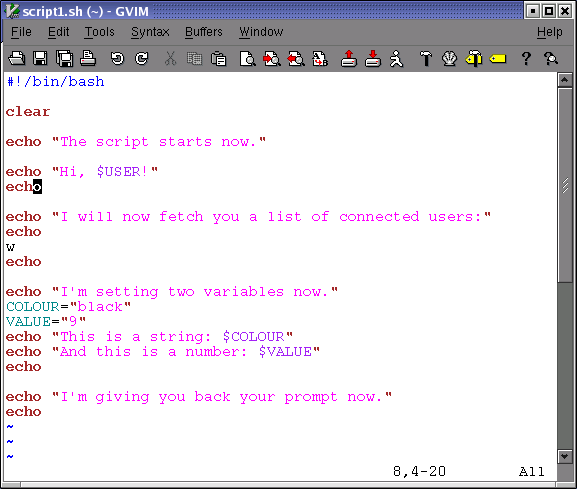 script1.sh (~) - GVIM
File Edit Tools Syntax Buffers Window Help
#!/bin/bash
clear
echo "The script starts now."
echo "Hi, $USER!"
echo
echo "I will now fetch you a list of connected users:"
echo
w
echo
echo "I'm setting two variables now."
COLOUR="black"
VALUE="9"
echo "This is a string: $COLOUR"
echo "And this is a number: $VALUE"
echo
echo "I'm giving you back your prompt now."
echo
~
~
~
8,4-20 All